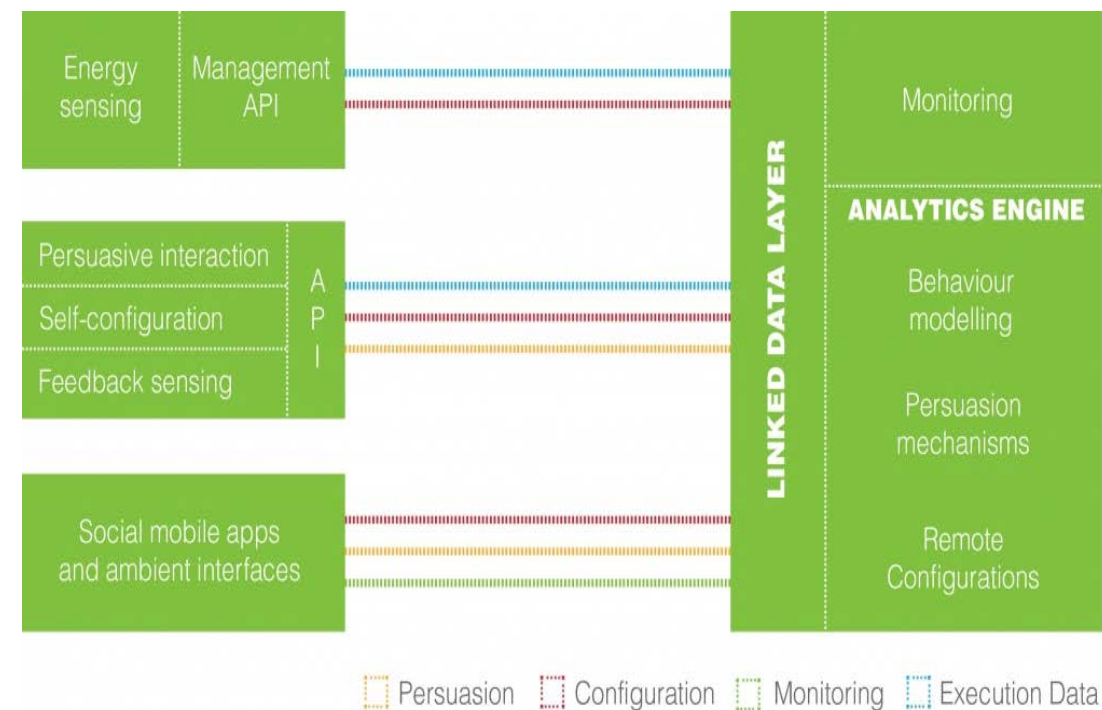 Energy
sensing
Management
API
Persuasive interaction
Self-configuration
Feedback sensing
A
P
I
Social mobile apps
and ambient interfaces
LINKED DATA LAYER
Monitoring
ANALYTICS ENGINE
Behaviour
modelling
Persuasion
mechanisms
Remote
Configurations
Persuasion
Configuration
Monitoring
Execution Data